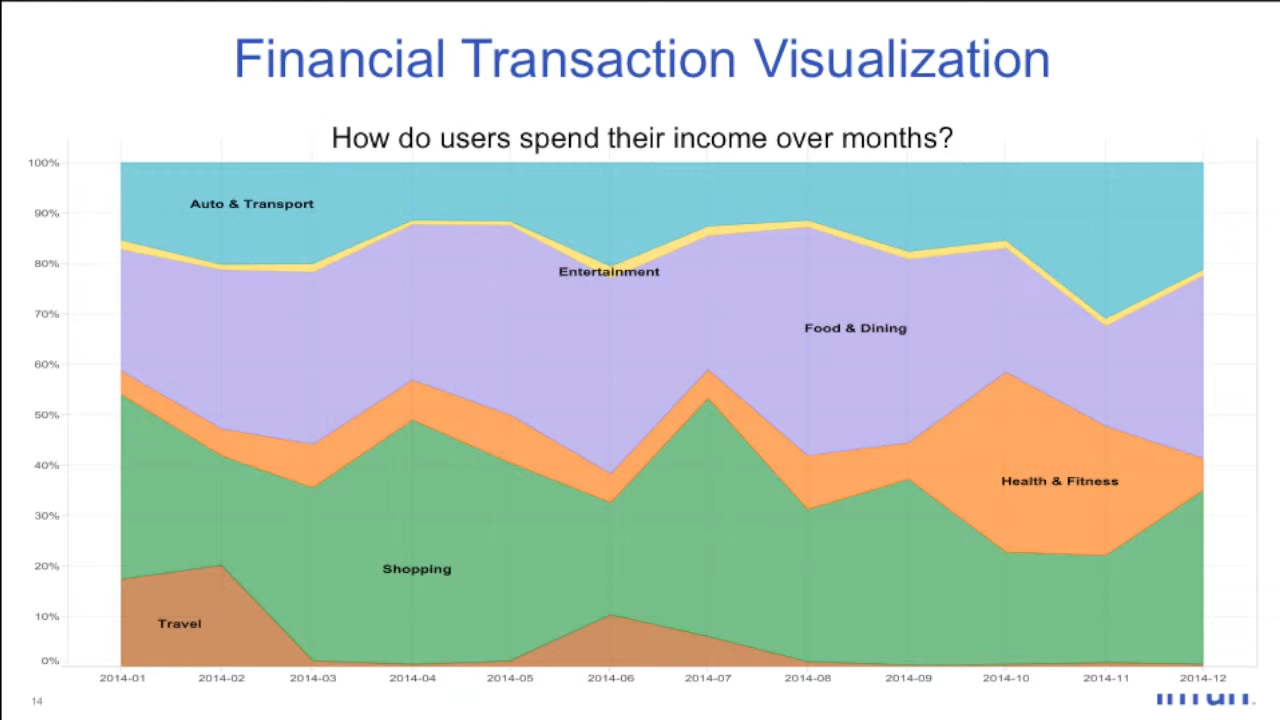 Financial Transaction Visualization
How do users spend their income over months?
100%
90%
80%
70%
60%
50%
40%
30%
20%
10%
0%
Auto & Transport
Entertainment
Food & Dining
Health & Fitness
Shopping
Travel
2014-01 2014-02 2014-03 2014-04 2014-05 2014-06 2014-07 2014-08 2014-09 2014-10 2014-11 2014-12
14